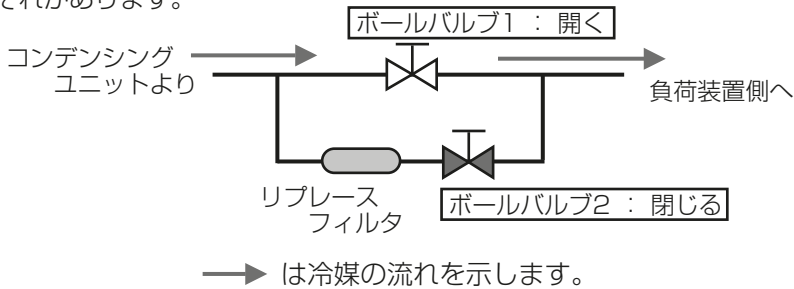 それがあります。
ボールバルブ1 : 開く
コンデンシング
ユニットより
負荷装置側へ
リプレース
フィルタ
ボールバルブ2 : 閉じる
は冷媒の流れを示します。